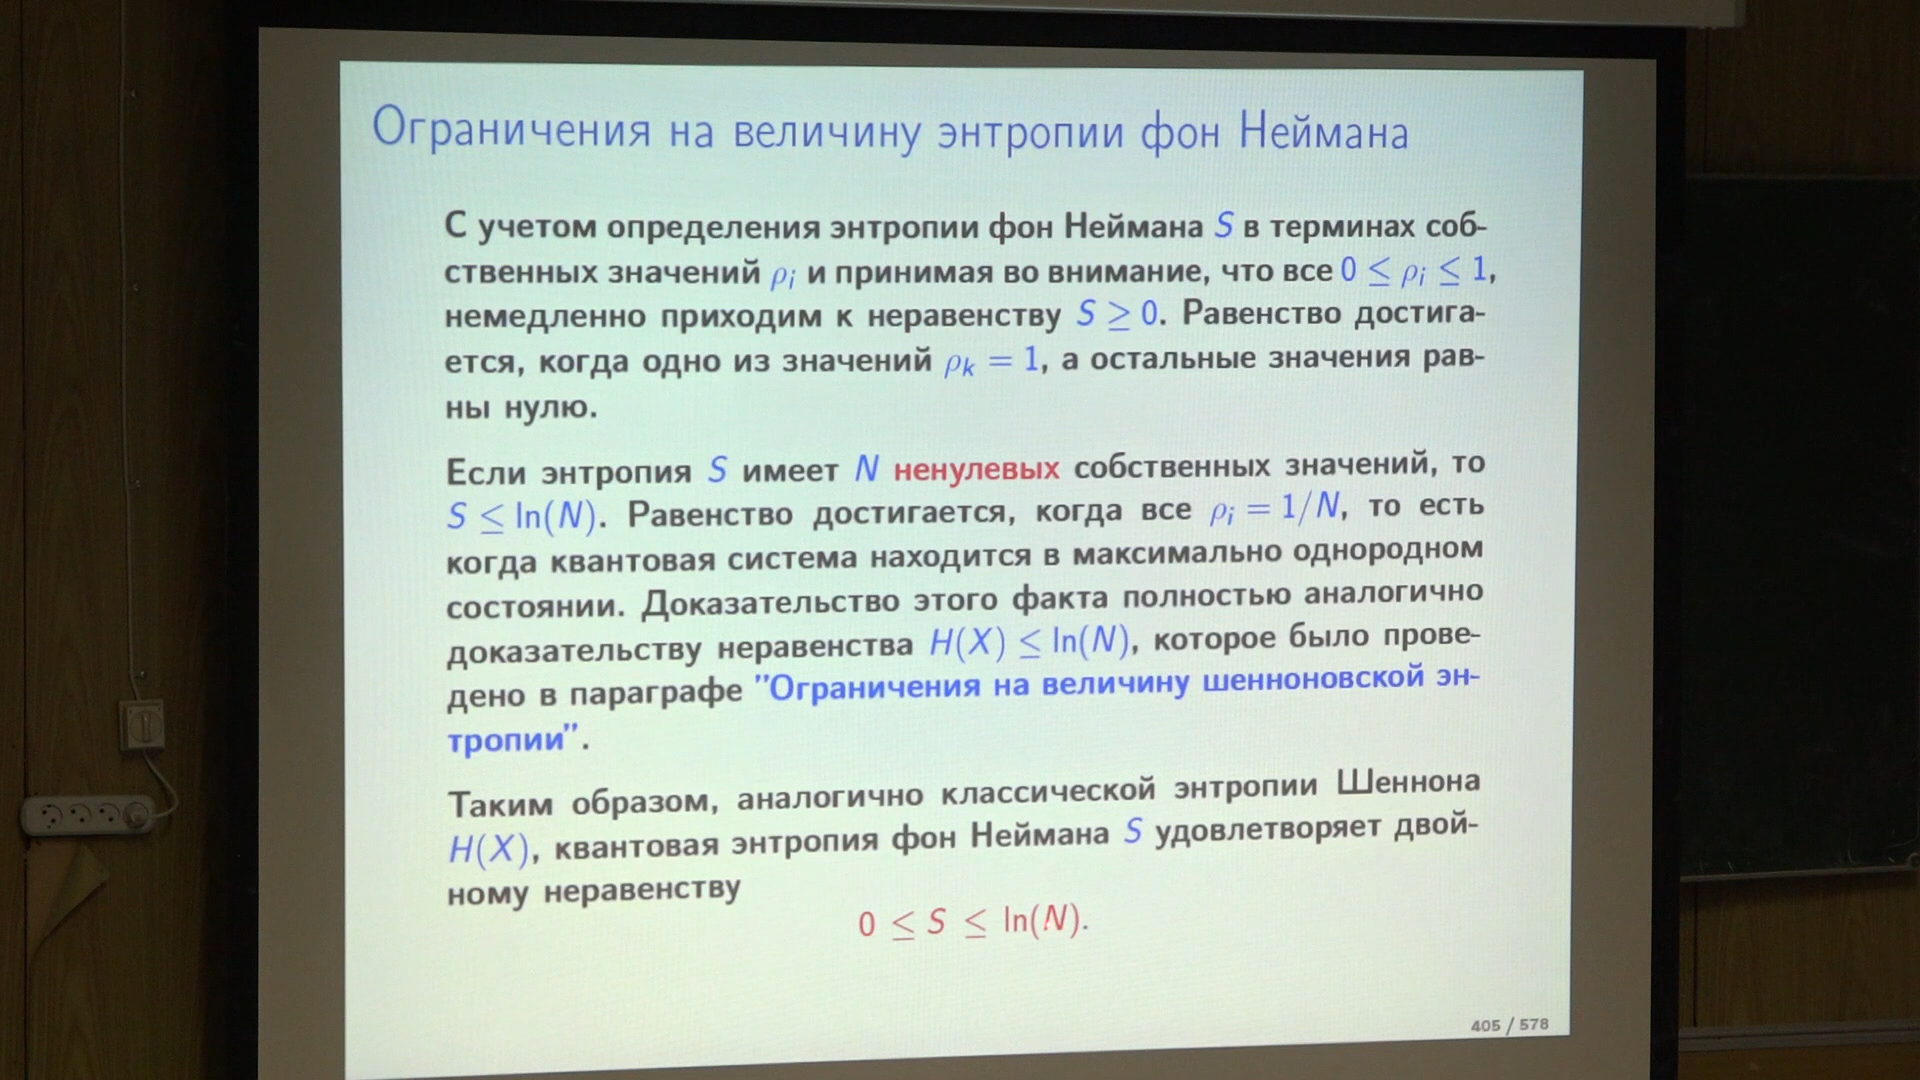 Ограничения на величину энтропии фон Неймана
С учетом определения энтропии фон Неймана S в терминах соб-
ственных значений ρᵢ и принимая во внимание, что все 0 ≤ ρᵢ ≤ 1,
немедленно приходим к неравенству S ≥ 0. Равенство достига-
ется, когда одно из значений ρₖ = 1, а остальные значения рав-
ны нулю.
Если энтропия S имеет N ненулевых собственных значений, то
S ≤ ln(N). Равенство достигается, когда все ρᵢ = 1/N, то есть
когда квантовая система находится в максимально однородном
состоянии. Доказательство этого факта полностью аналогично
доказательству неравенства H(X) ≤ ln(N), которое было прове-
дено в параграфе "Ограничения на величину шенноновской эн-
тропии".
Таким образом, аналогично классической энтропии Шеннона
H(X), квантовая энтропия фон Неймана S удовлетворяет двой-
ному неравенству
0 ≤ S ≤ ln(N).
405 / 578